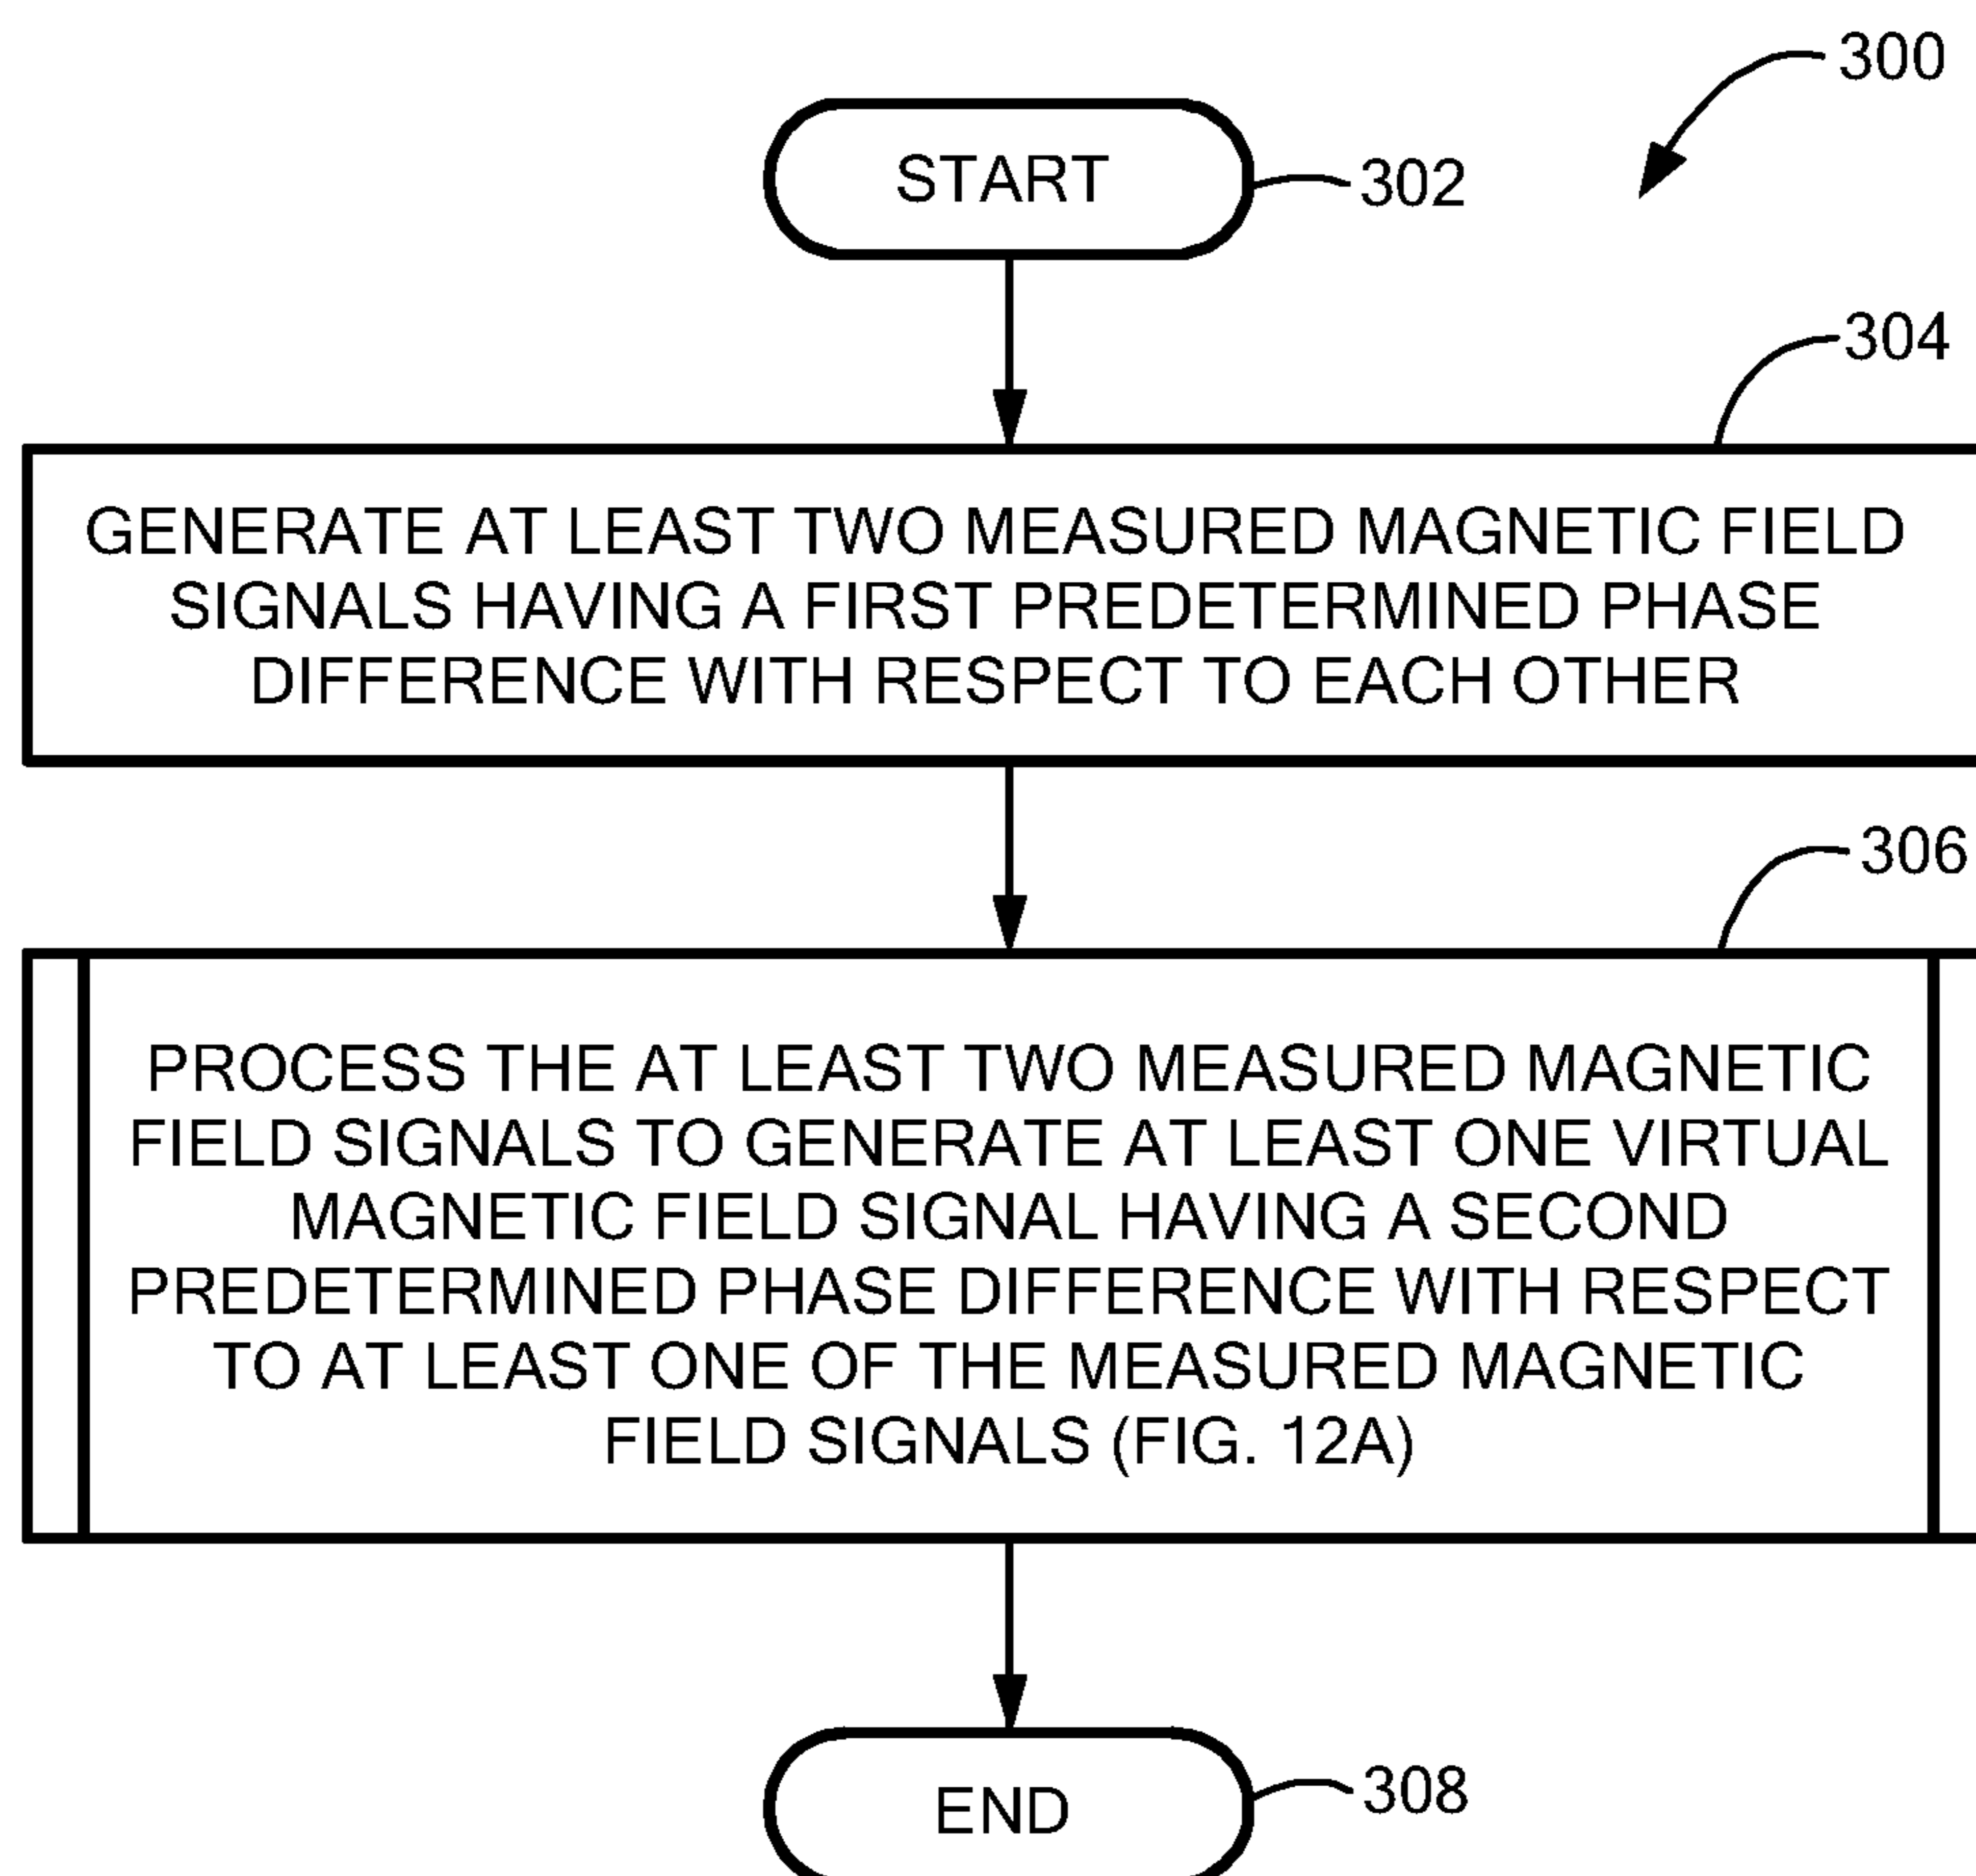 300
START
302
304
GENERATE AT LEAST TWO MEASURED MAGNETIC FIELD
SIGNALS HAVING A FIRST PREDETERMINED PHASE
DIFFERENCE WITH RESPECT TO EACH OTHER
306
PROCESS THE AT LEAST TWO MEASURED MAGNETIC
FIELD SIGNALS TO GENERATE AT LEAST ONE VIRTUAL
MAGNETIC FIELD SIGNAL HAVING A SECOND
PREDETERMINED PHASE DIFFERENCE WITH RESPECT
TO AT LEAST ONE OF THE MEASURED MAGNETIC
FIELD SIGNALS (FIG. 12A)
END
308